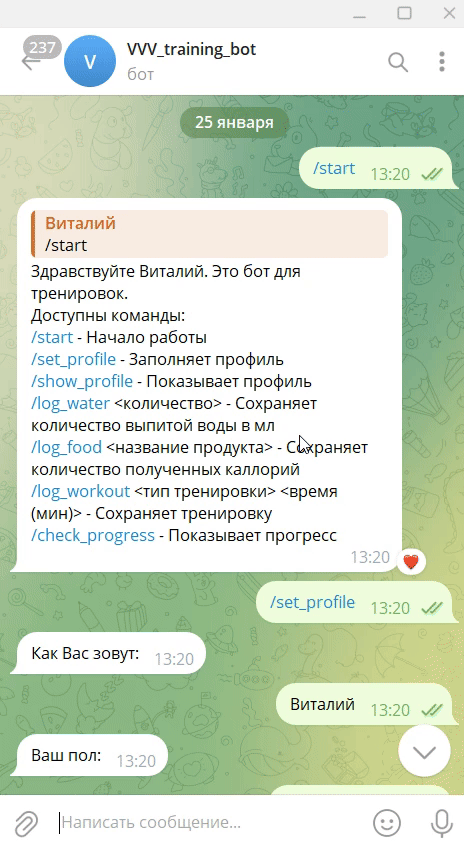 237
V
VVV_training_bot
бот
25 января
/start 13:20
Виталий
/start
Здравствуйте Виталий. Это бот для
тренировок.
Доступны команды:
/start - Начало работы
/set_profile - Заполняет профиль
/show_profile - Показывает профиль
/log_water <количество> - Сохраняет
количество выпитой воды в мл
/log_food <название продукта> - Сохраняет
количество полученных каллорий
/log_workout <тип тренировки> <время
(мин)> - Сохраняет тренировку
/check_progress - Показывает прогресс
13:20
/set_profile 13:20
Как Вас зовут: 13:20
Виталий 13:20
Ваш пол: 13:20
Написать сообщение...